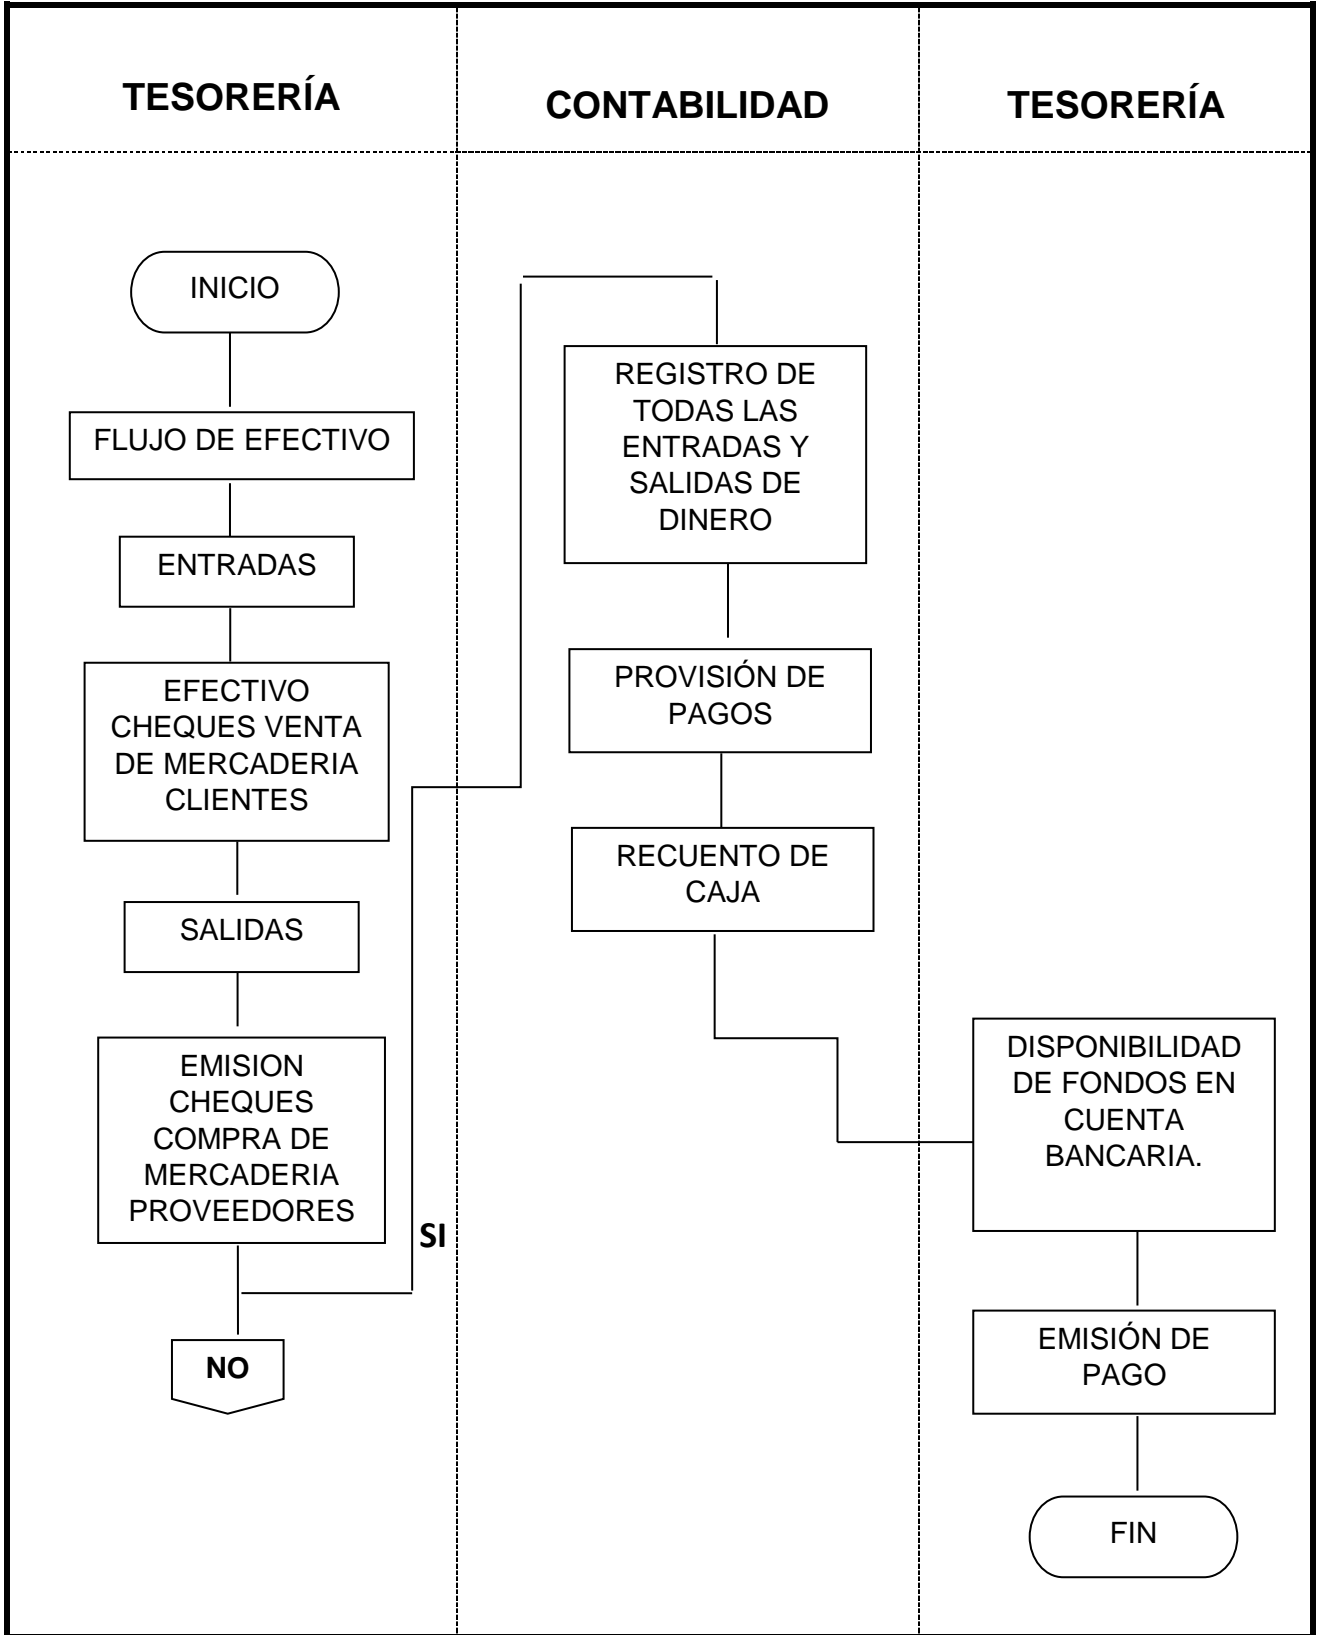 TESORERÍA
CONTABILIDAD
TESORERÍA
INICIO
FLUJO DE EFECTIVO
ENTRADAS
EFECTIVO
CHEQUES VENTA
DE MERCADERIA
CLIENTES
SALIDAS
EMISION
CHEQUES
COMPRA DE
MERCADERIA
PROVEEDORES
SI
NO
REGISTRO DE
TODAS LAS
ENTRADAS Y
SALIDAS DE
DINERO
PROVISIÓN DE
PAGOS
RECUENTO DE
CAJA
DISPONIBILIDAD
DE FONDOS EN
CUENTA
BANCARIA.
EMISIÓN DE
PAGO
FIN